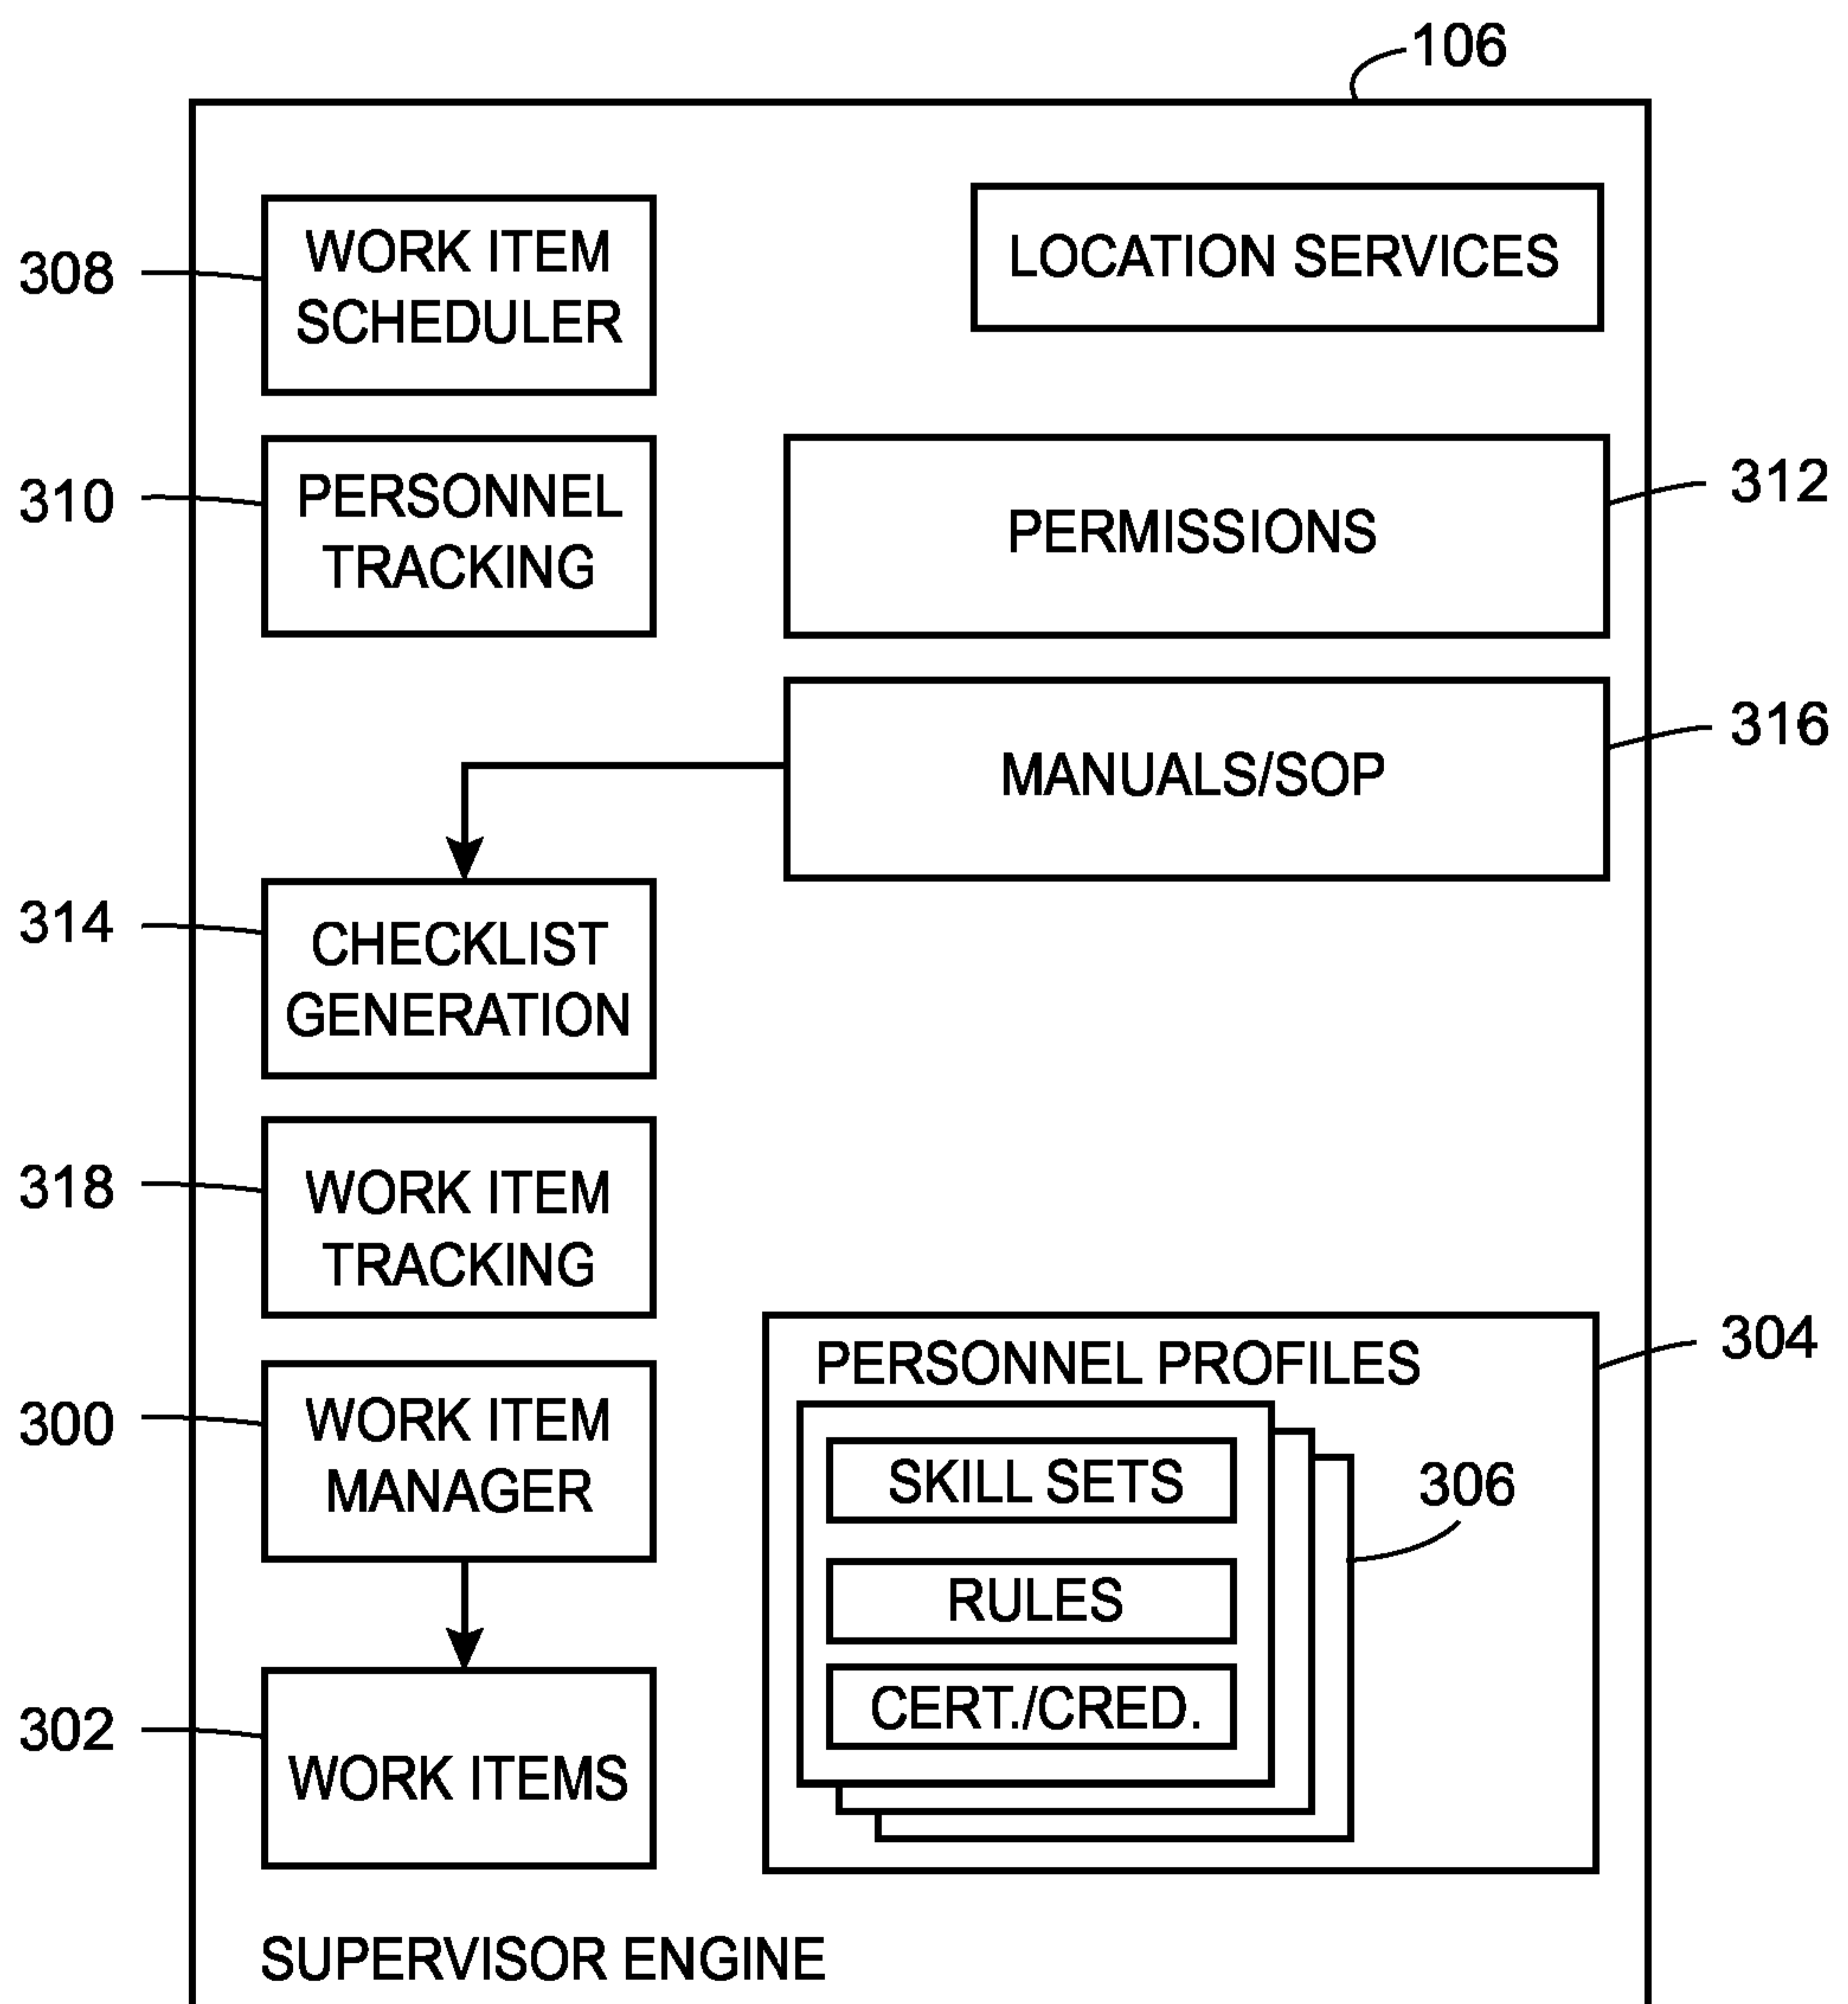 106
WORK ITEM
SCHEDULER
308
LOCATION SERVICES
PERSONNEL
TRACKING
310
PERMISSIONS
312
MANUALS/SOP
316
CHECKLIST
GENERATION
314
WORK ITEM
TRACKING
318
WORK ITEM
MANAGER
300
WORK ITEMS
302
PERSONNEL PROFILES
304
SKILL SETS
RULES
CERT./CRED.
306
SUPERVISOR ENGINE